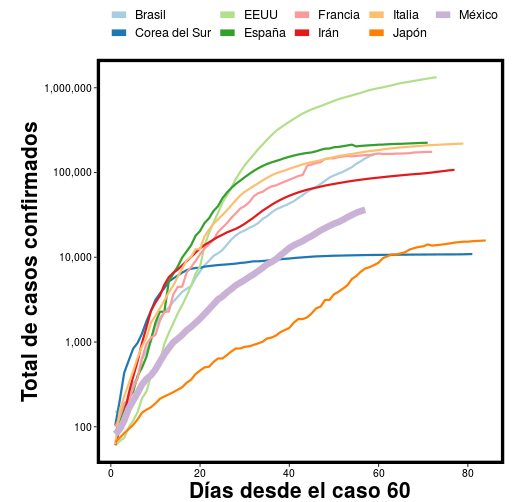 Brasil EEUU Francia Italia México
Corea del Sur España Irán Japón
Total de casos confirmados
1,000,000
100,000
10,000
1,000
100
0 20 40 60 80
Días desde el caso 60